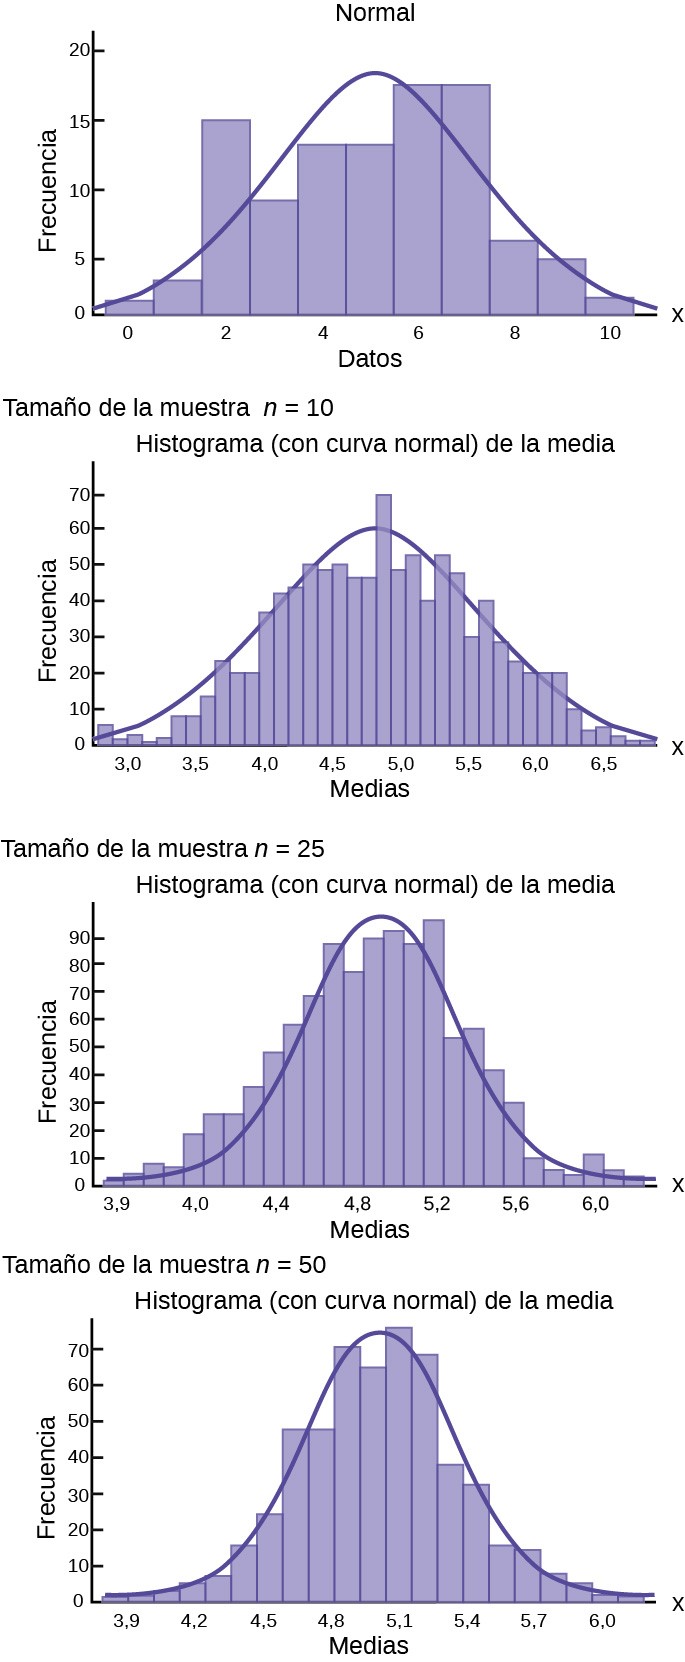 Normal
20
15
10
5
0
Frecuencia
0 2 4 6 8 10
x
Datos
Tamaño de la muestra n = 10
Histograma (con curva normal) de la media
70
60
50
40
30
20
10
0
Frecuencia
3,0 3,5 4,0 4,5 5,0 5,5 6,0 6,5
x
Medias
Tamaño de la muestra n = 25
Histograma (con curva normal) de la media
90
80
70
60
50
40
30
20
10
0
Frecuencia
3,9 4,0 4,4 4,8 5,2 5,6 6,0
x
Medias
Tamaño de la muestra n = 50
Histograma (con curva normal) de la media
70
60
50
40
30
20
10
0
Frecuencia
3,9 4,2 4,5 4,8 5,1 5,4 5,7 6,0
x
Medias